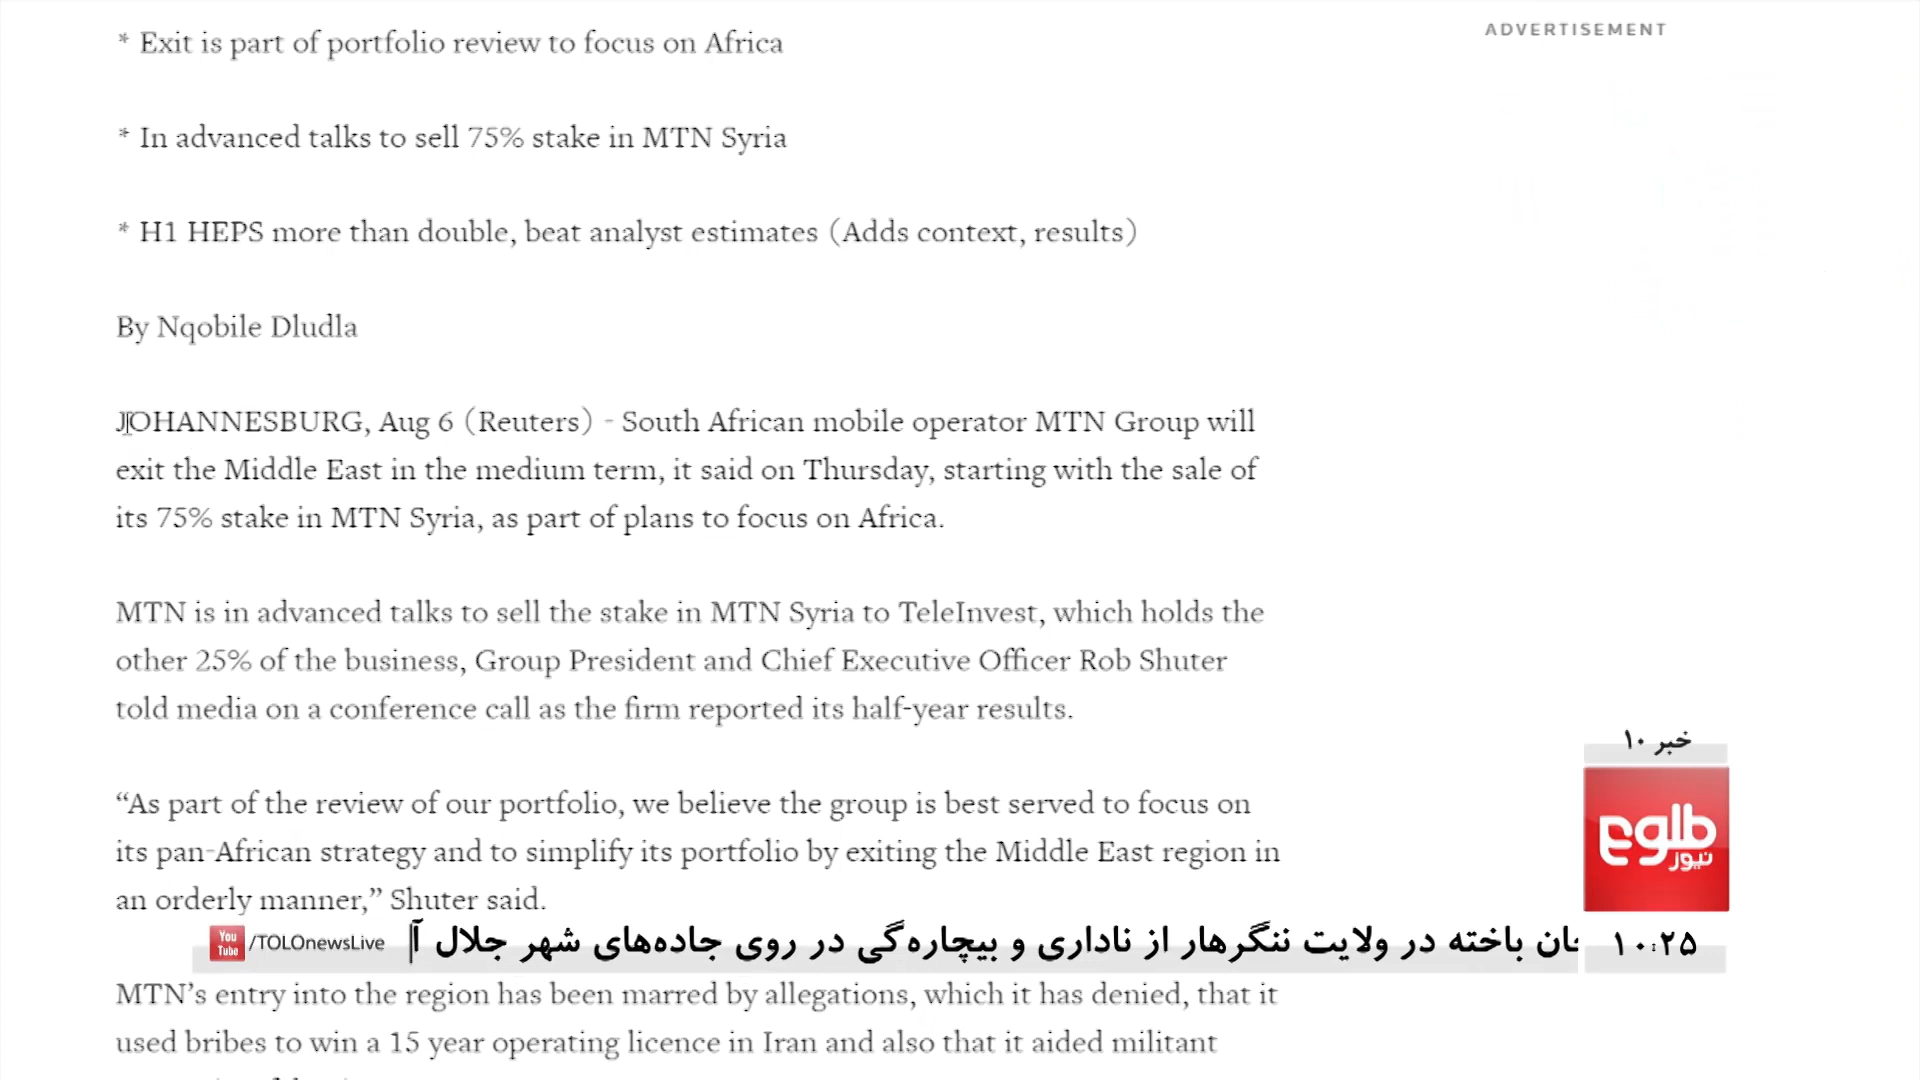 * Exit is part of portfolio review to focus on Africa
ADVERTISEMENT
* In advanced talks to sell 75% stake in MTN Syria
* H1 HEPS more than double, beat analyst estimates (Adds context, results)
By Nqobile Dludla
JOHANNESBURG, Aug 6 (Reuters) - South African mobile operator MTN Group will
exit the Middle East in the medium term, it said on Thursday, starting with the sale of
its 75% stake in MTN Syria, as part of plans to focus on Africa.
MTN is in advanced talks to sell the stake in MTN Syria to TeleInvest, which holds the
other 25% of the business, Group President and Chief Executive Officer Rob Shuter
told media on a conference call as the firm reported its half-year results.
“As part of the review of our portfolio, we believe the group is best served to focus on
its pan-African strategy and to simplify its portfolio by exiting the Middle East region in
an orderly manner,” Shuter said.
خبر ۱۰
طلوع
نیوز
باخته در ولایت ننگرهار از ناداری و بیچاره‌گی در روی جاده‌های شهر جلال آ
You Tube /TOLOnewsLive
۱۰:۲۵
MTN’s entry into the region has been marred by allegations, which it has denied, that it
used bribes to win a 15 year operating licence in Iran and also that it aided militant